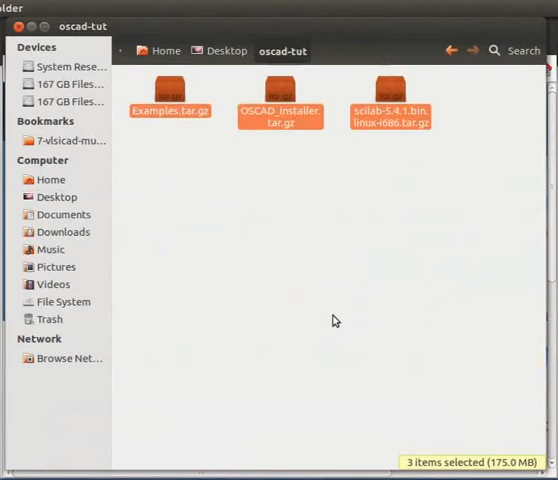 older
oscad-tut
Devices
System Rese...
167 GB Files...
167 GB Files...
Bookmarks
7-vlsicad-mu...
Computer
Home
Desktop
Documents
Downloads
Music
Pictures
Videos
File System
Trash
Network
Browse Net...
Home
Desktop
oscad-tut
Search
Examples.tar.gz
OSCAD_installer.
tar.gz
scilab-5.4.1.bin.
linux-i686.tar.gz
3 items selected (175.0 MB)